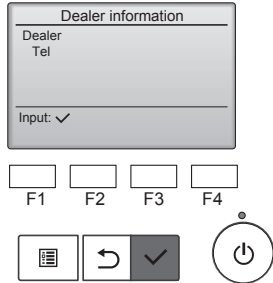 Dealer information
Dealer
Tel
Input: ✓
F1 F2 F3 F4